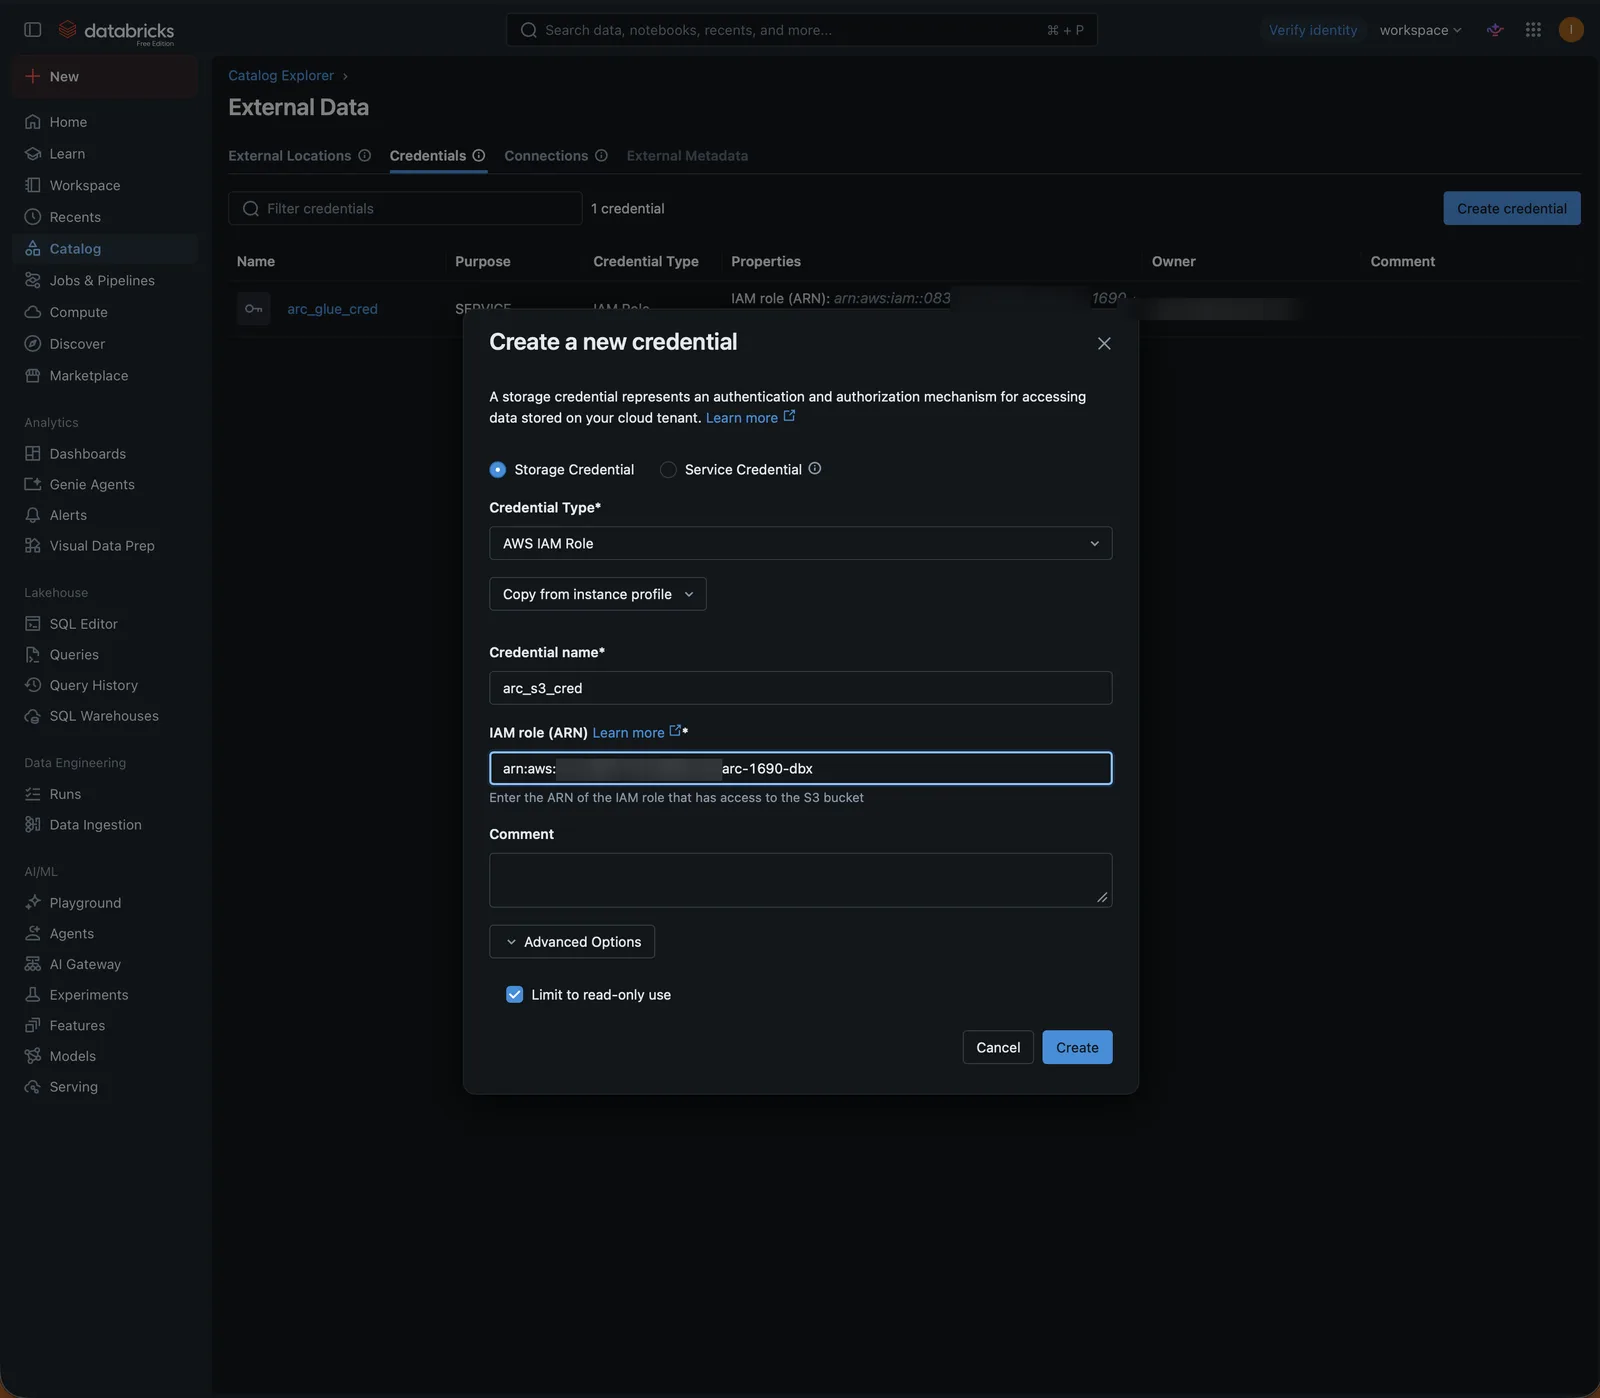 databricks
Free Edition
Search data, notebooks, recents, and more...
⌘ + P
Verify identity
workspace
I
New
Home
Learn
Workspace
Recents
Catalog
Jobs & Pipelines
Compute
Discover
Marketplace
Analytics
Dashboards
Genie Agents
Alerts
Visual Data Prep
Lakehouse
SQL Editor
Queries
Query History
SQL Warehouses
Data Engineering
Runs
Data Ingestion
AI/ML
Playground
Agents
AI Gateway
Experiments
Features
Models
Serving
Catalog Explorer ›
External Data
External Locations
Credentials
Connections
External Metadata
Filter credentials
1 credential
Create credential
Name Purpose Credential Type Properties Owner Comment
arc_glue_cred SERVICE IAM Role IAM role (ARN): arn:aws:iam::083 1690
Create a new credential
A storage credential represents an authentication and authorization mechanism for accessing
data stored on your cloud tenant. Learn more
Storage Credential
Service Credential
Credential Type*
AWS IAM Role
Copy from instance profile
Credential name*
arc_s3_cred
IAM role (ARN) Learn more *
arn:aws: arc-1690-dbx
Enter the ARN of the IAM role that has access to the S3 bucket
Comment
Advanced Options
Limit to read-only use
Cancel
Create